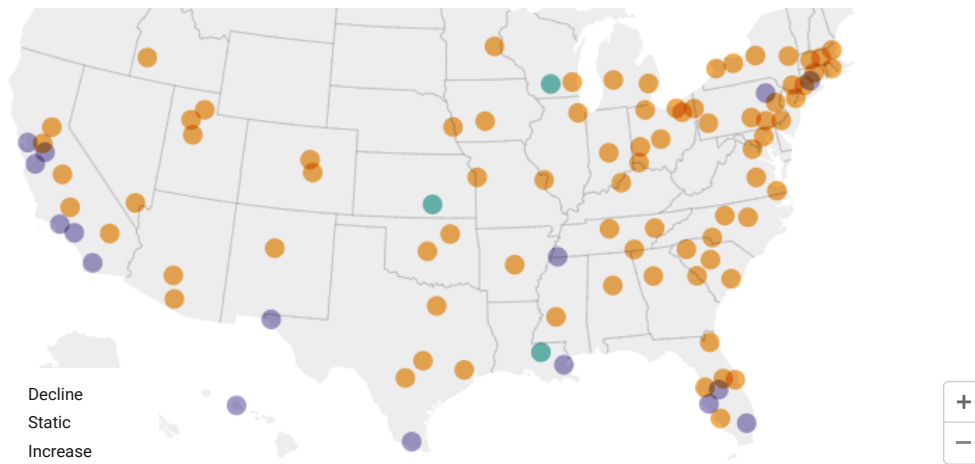 Decline
Static
Increase
+
−